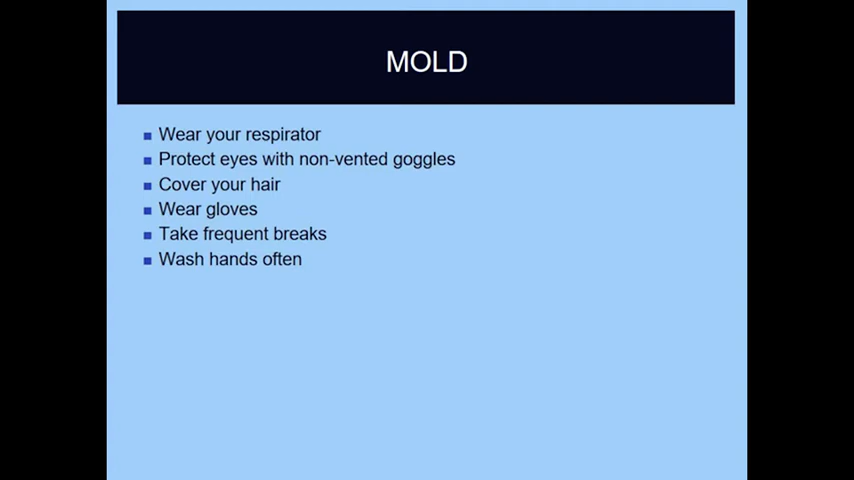 MOLD
Wear your respirator
Protect eyes with non-vented goggles
Cover your hair
Wear gloves
Take frequent breaks
Wash hands often